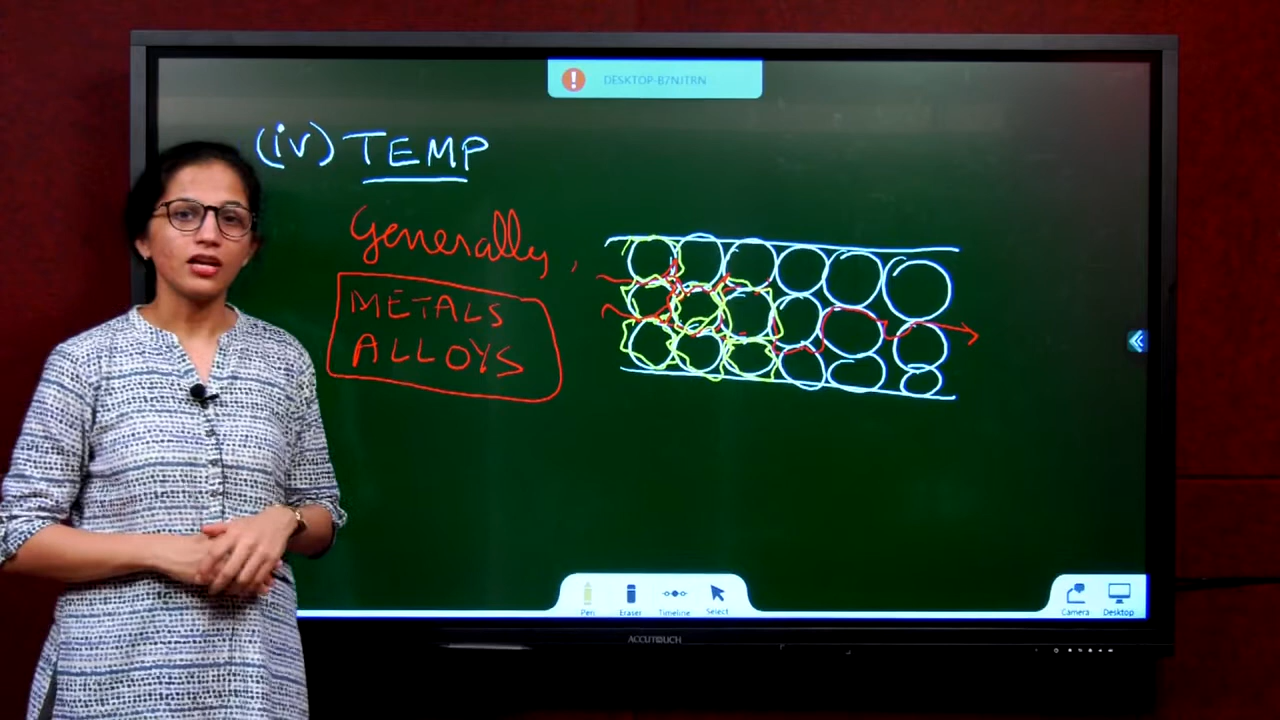 DESKTOP-B7NJTRN
(iv) TEMP
Generally,
METALS
ALLOYS
Pen Eraser Timeline Select
Camera Desktop
ACCUTOUCH